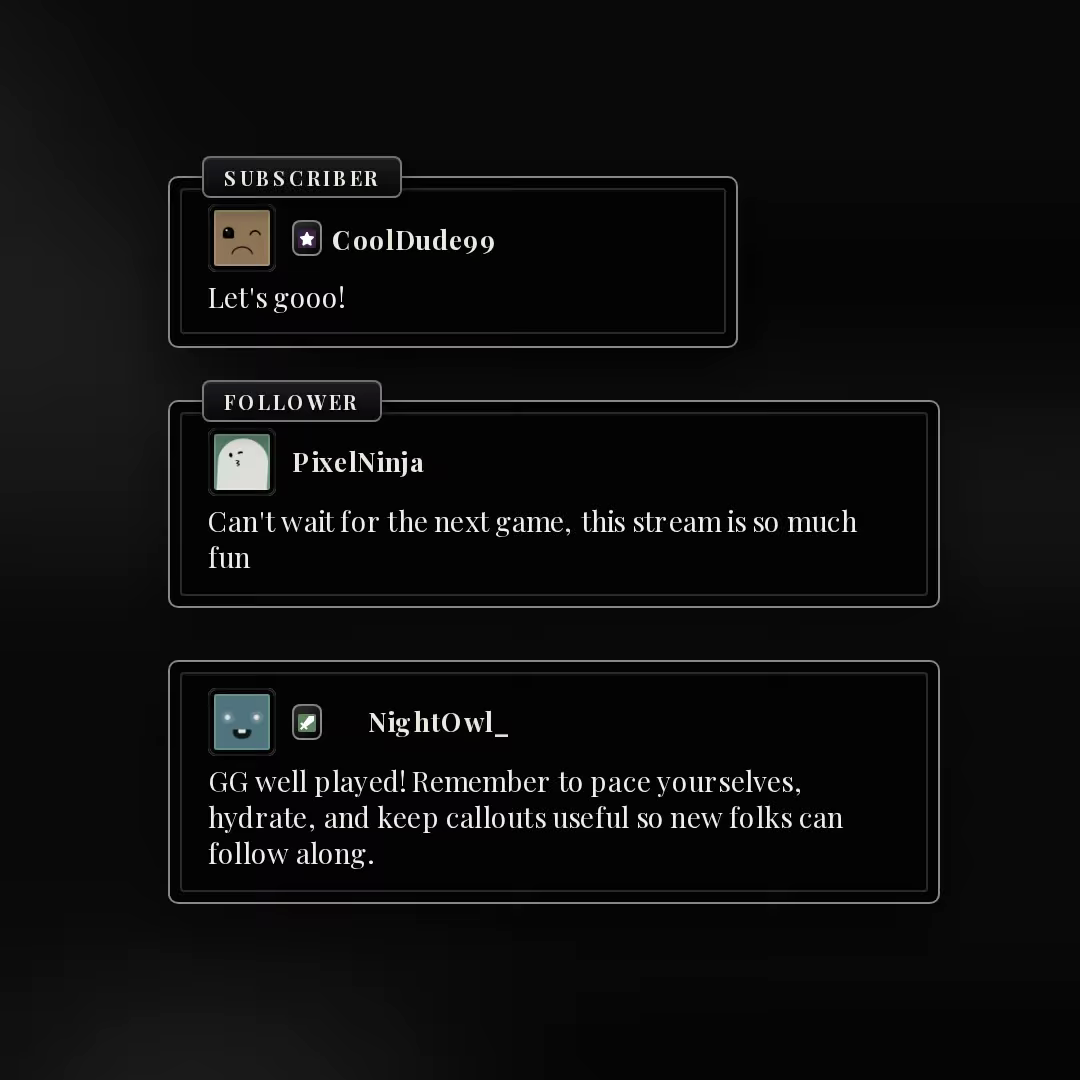 SUBSCRIBER
CoolDude99
Let's gooo!
FOLLOWER
PixelNinja
Can't wait for the next game, this stream is so much
fun
NightOwl_
GG well played! Remember to pace yourselves,
hydrate, and keep callouts useful so new folks can
follow along.